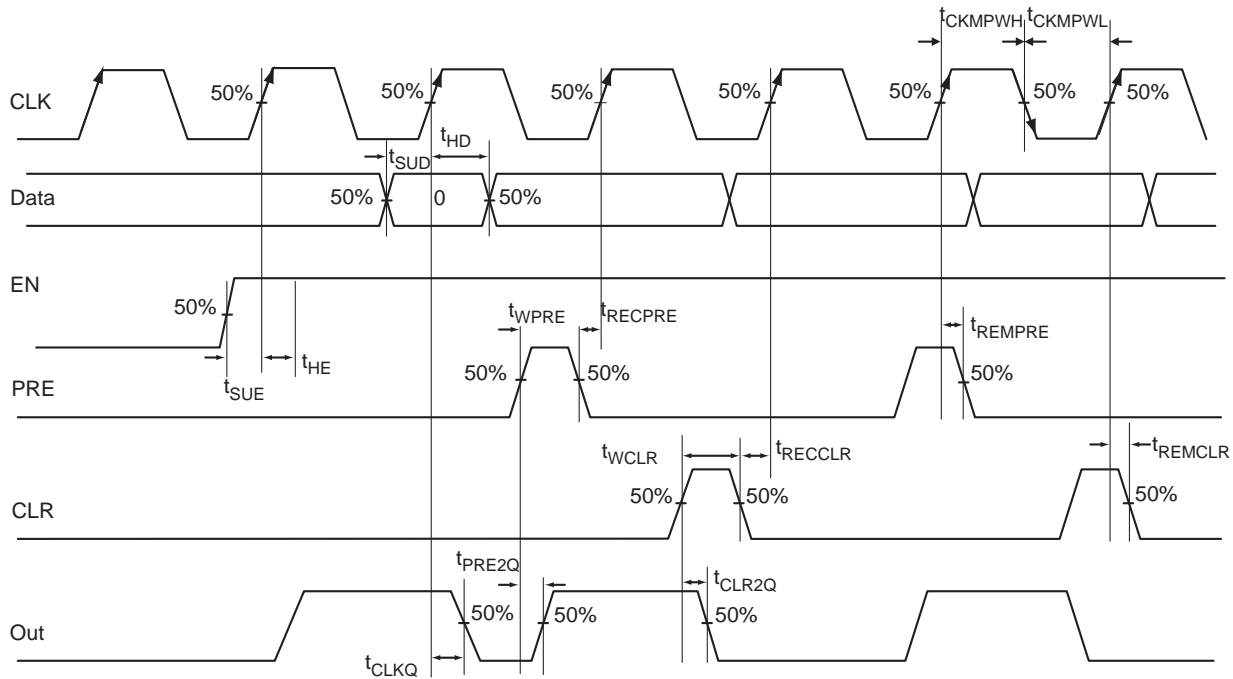 tCKMPWH tCKMPWL
CLK
50% 50% 50% 50% 50% 50% 50%
tSUD tHD
Data
50% 0 50%
EN
50%
tSUE tHE
tWPRE tRECPRE tREMPRE
PRE
50% 50% 50%
tWCLR tRECCLR tREMCLR
CLR
50% 50% 50%
tPRE2Q tCLR2Q
Out
50% 50% 50%
tCLKQ